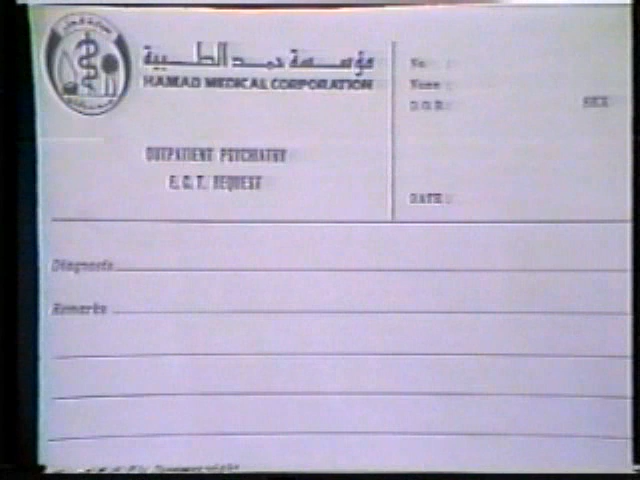 مؤسسة حمد الطبية
HAMAD MEDICAL CORPORATION
OUTPATIENT PSYCHIATRY
E.C.T. REQUEST
No :
Name :
D.O.B. :
SEX
DATE :
Diagnosis
Remarks